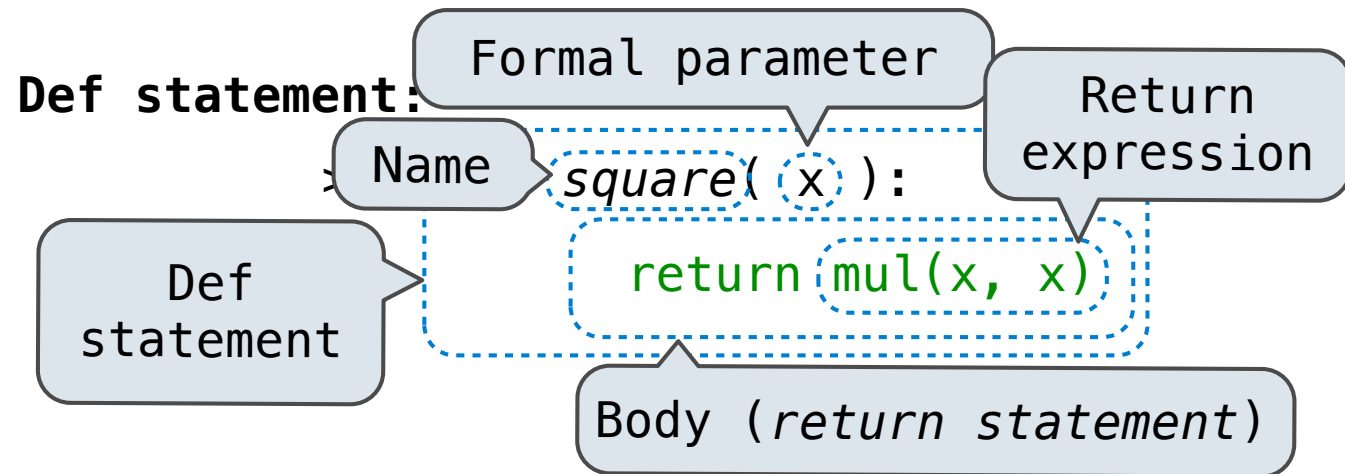 Formal parameter
Def statement:
Return
expression
Name
square( x ):
Def
statement
return mul(x, x)
Body (return statement)